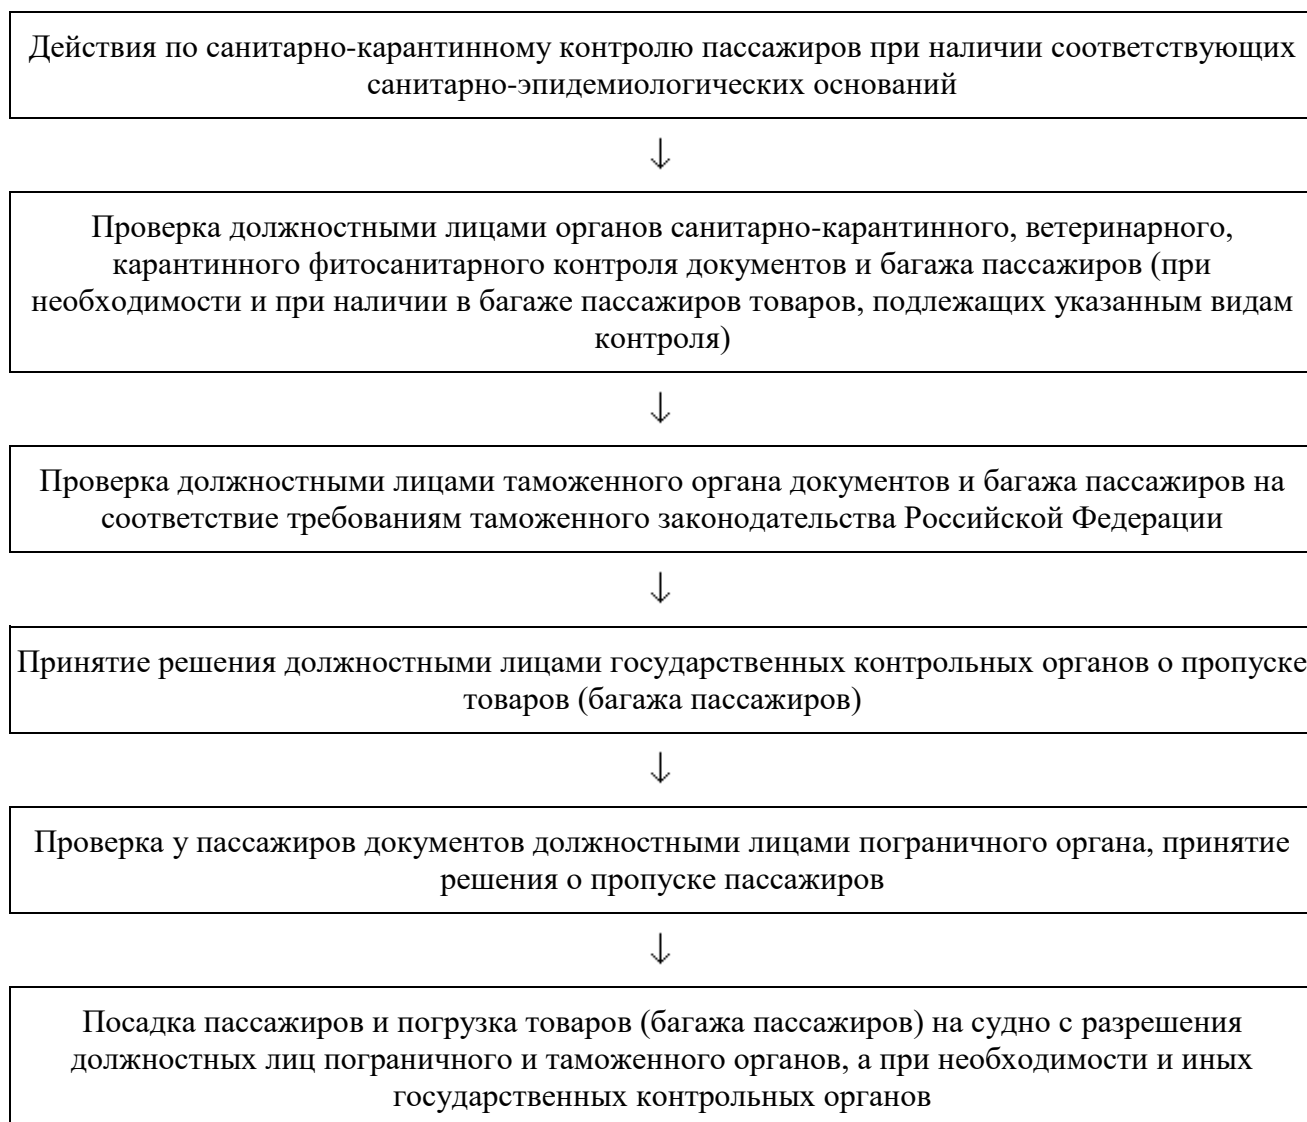 Действия по санитарно-карантинному контролю пассажиров при наличии соответствующих
санитарно-эпидемиологических оснований
↓
Проверка должностными лицами органов санитарно-карантинного, ветеринарного,
карантинного фитосанитарного контроля документов и багажа пассажиров (при
необходимости и при наличии в багаже пассажиров товаров, подлежащих указанным видам
контроля)
↓
Проверка должностными лицами таможенного органа документов и багажа пассажиров на
соответствие требованиям таможенного законодательства Российской Федерации
↓
Принятие решения должностными лицами государственных контрольных органов о пропуске
товаров (багажа пассажиров)
↓
Проверка у пассажиров документов должностными лицами пограничного органа, принятие
решения о пропуске пассажиров
↓
Посадка пассажиров и погрузка товаров (багажа пассажиров) на судно с разрешения
должностных лиц пограничного и таможенного органов, а при необходимости и иных
государственных контрольных органов